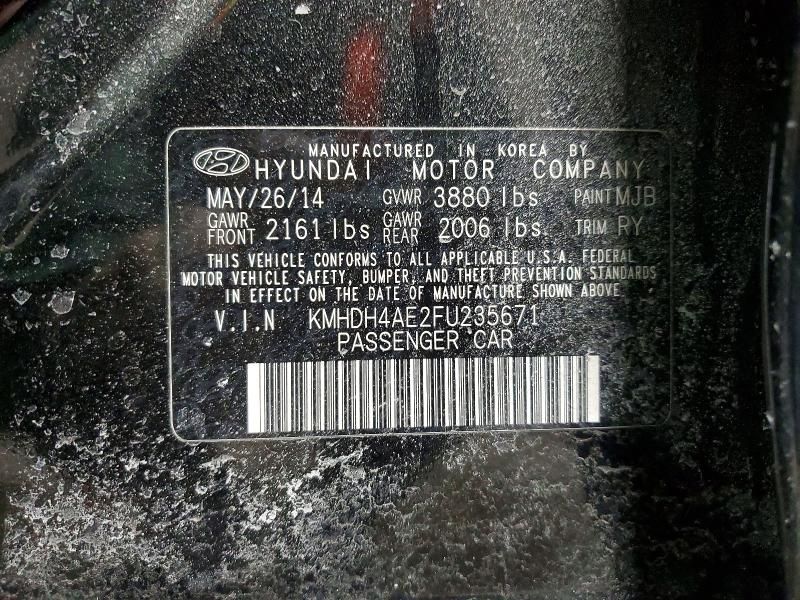 MANUFACTURED IN KOREA BY
HYUNDAI MOTOR COMPANY
MAY/26/14 GVWR 3880 lbs PAINT MJB
GAWR FRONT 2161 lbs GAWR REAR 2006 lbs. TRIM RY
THIS VEHICLE CONFORMS TO ALL APPLICABLE U.S.A. FEDERAL
MOTOR VEHICLE SAFETY, BUMPER, AND THEFT PREVENTION STANDARDS
IN EFFECT ON THE DATE OF MANUFACTURE SHOWN ABOVE
V.I.N KMHDH4AE2FU235671
PASSENGER CAR